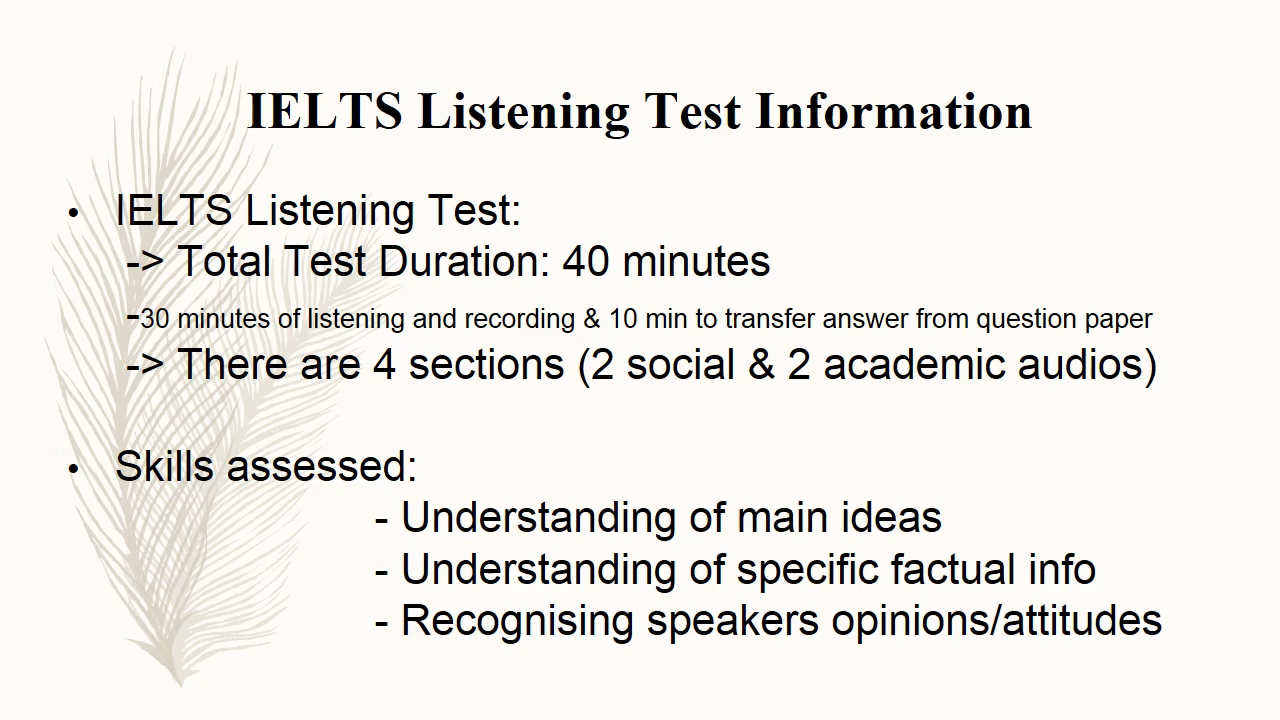 IELTS Listening Test Information
• IELTS Listening Test:
-> Total Test Duration: 40 minutes
-30 minutes of listening and recording & 10 min to transfer answer from question paper
-> There are 4 sections (2 social & 2 academic audios)
• Skills assessed:
- Understanding of main ideas
- Understanding of specific factual info
- Recognising speakers opinions/attitudes